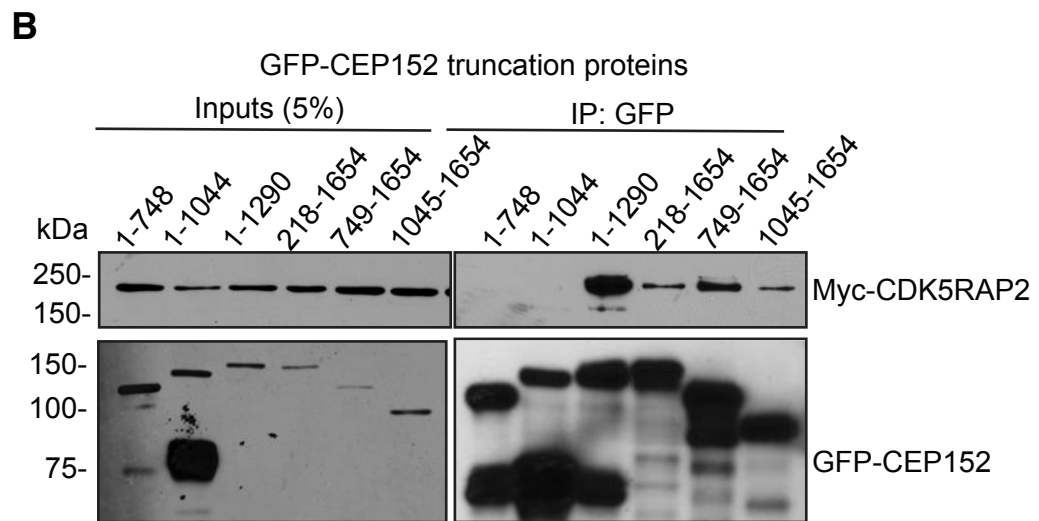 B
GFP-CEP152 truncation proteins
Inputs (5%) IP: GFP
1-748 1-1044 1-1290 218-1654 749-1654 1045-1654 1-748 1-1044 1-1290 218-1654 749-1654 1045-1654
kDa
250-
Myc-CDK5RAP2
150-
150-
100-
75-
GFP-CEP152